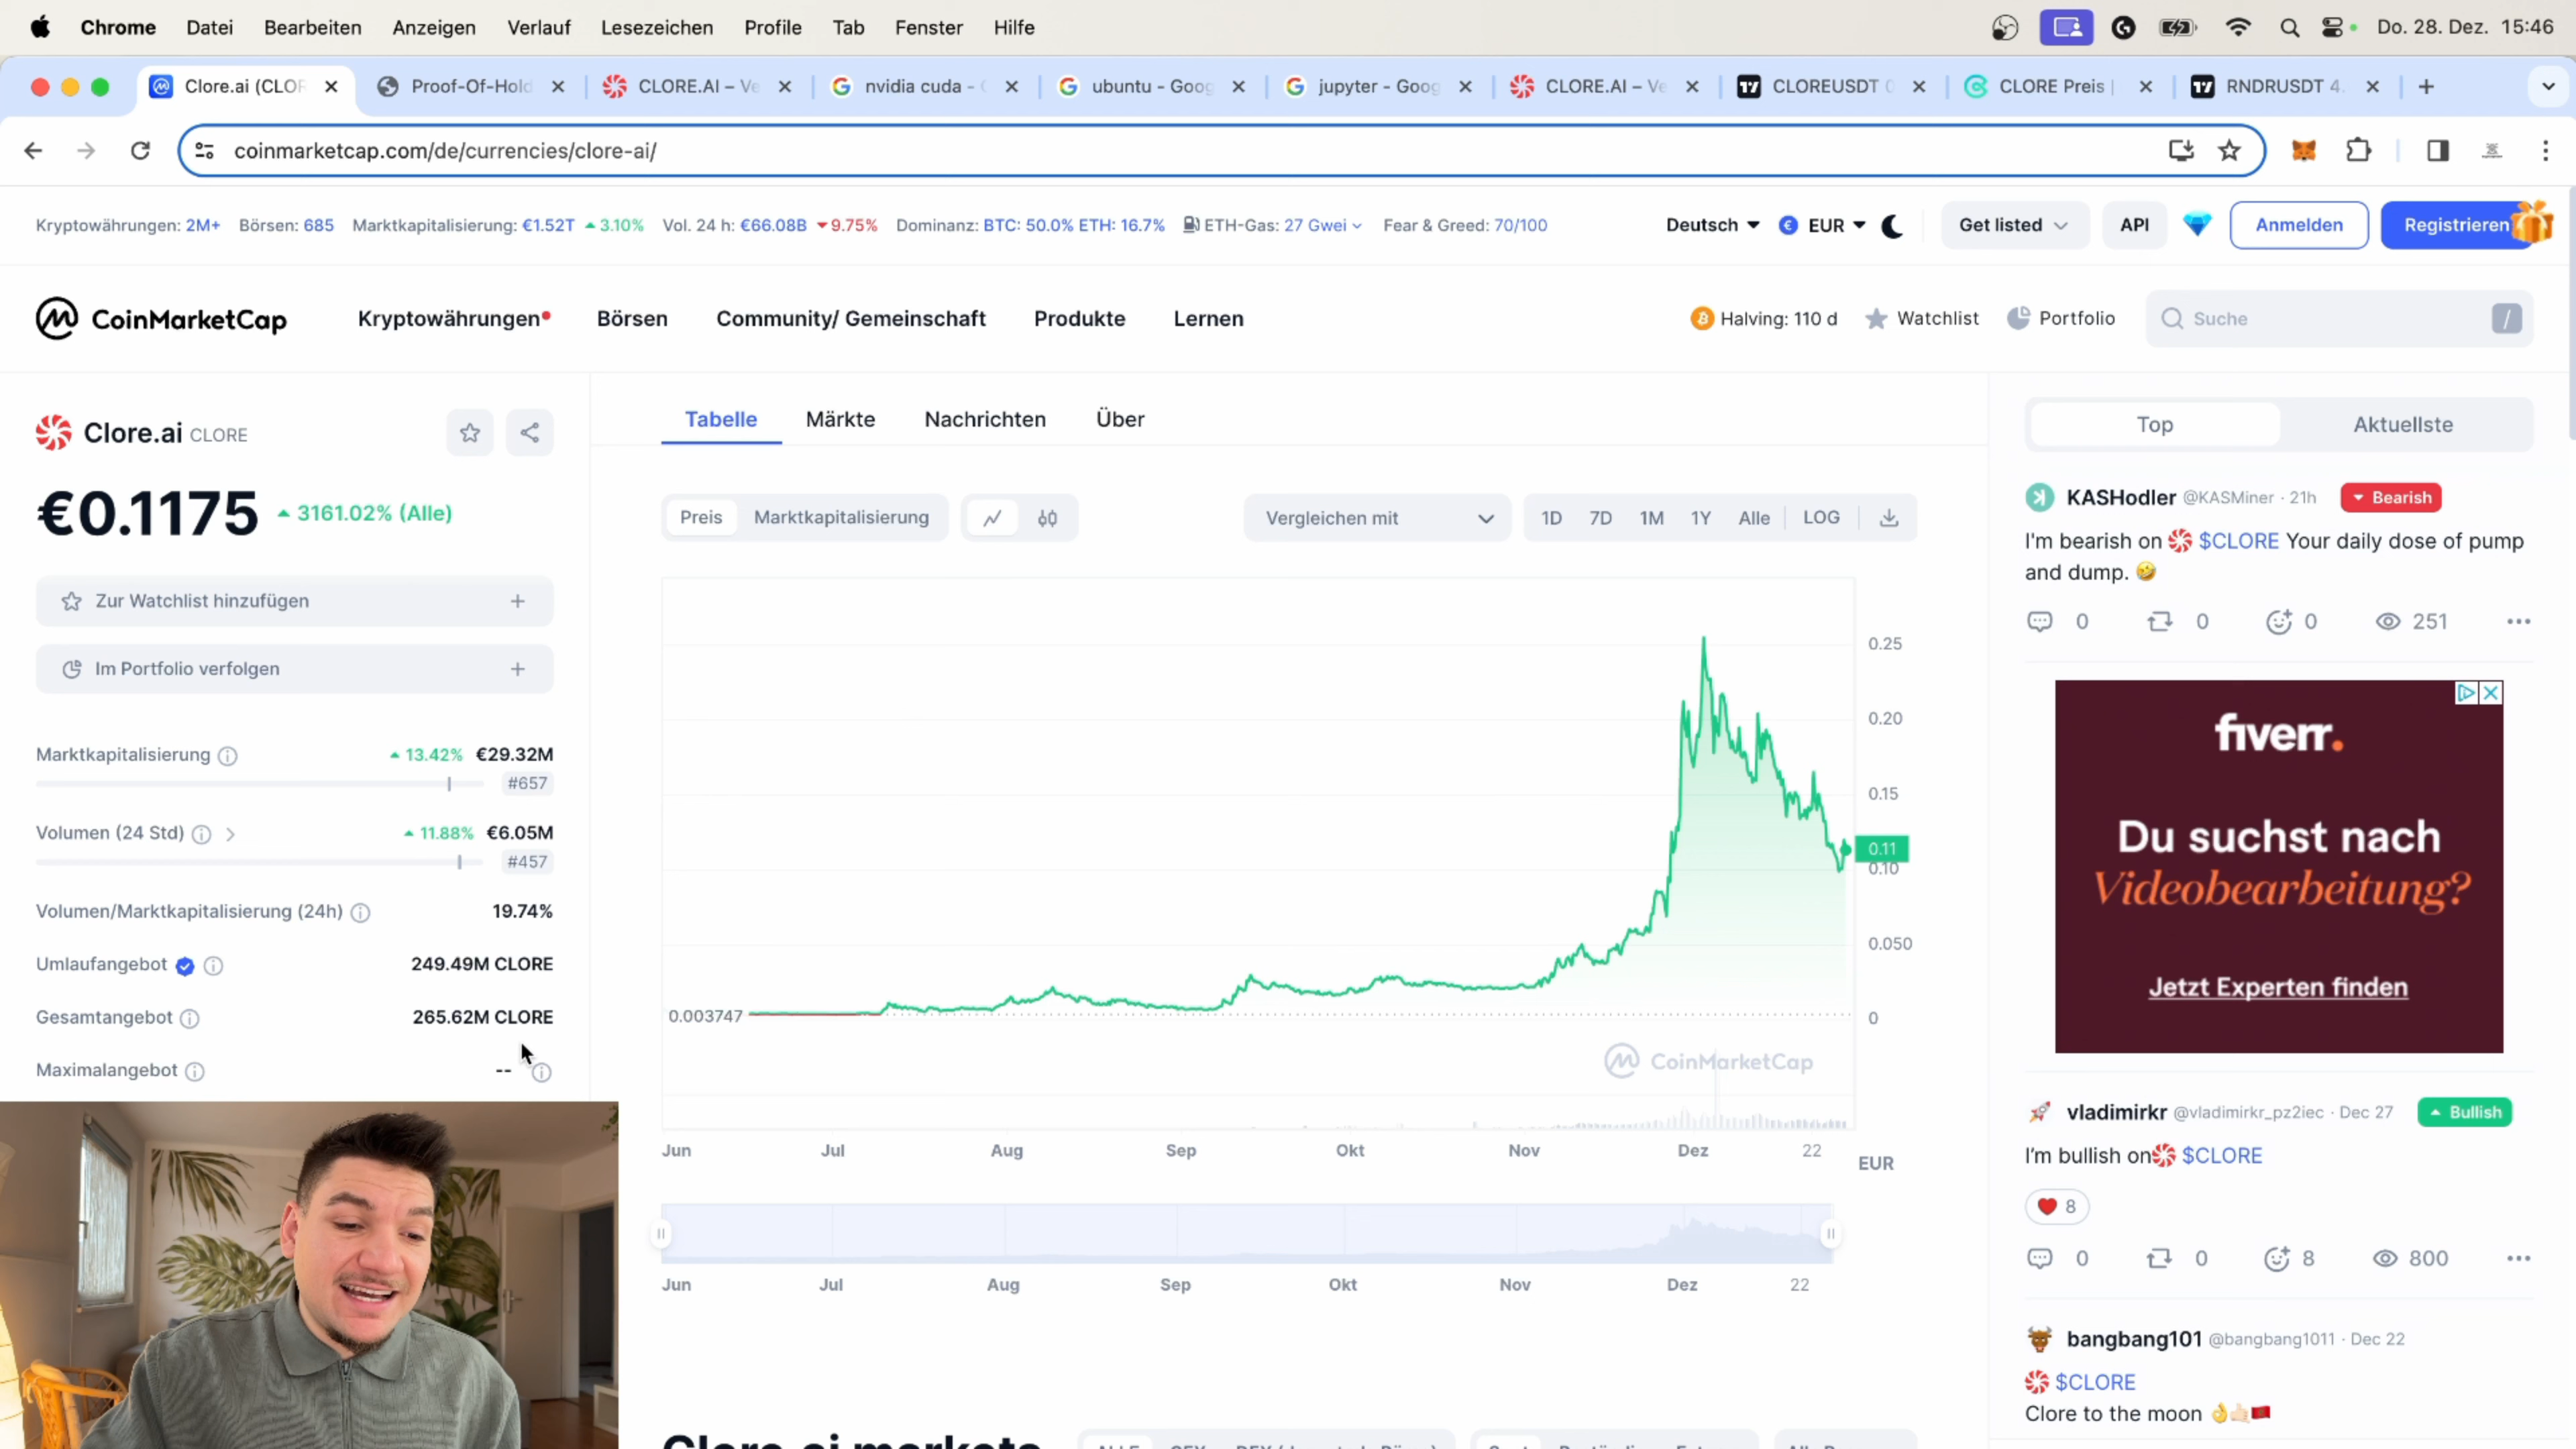 Chrome Datei Bearbeiten Anzeigen Verlauf Lesezeichen Profile Tab Fenster Hilfe Do. 28. Dez. 15:46
Clore.ai (CLOR Proof-Of-Hold CLORE.AI – Ve nvidia cuda - ubuntu - Goog jupyter - Goog CLORE.AI – Ve CLOREUSDT CLORE Preis | RNDRUSDT 4.
coinmarketcap.com/de/currencies/clore-ai/
Kryptowährungen: 2M+ Börsen: 685 Marktkapitalisierung: €1.52T 3.10% Vol. 24 h: €66.08B 9.75% Dominanz: BTC: 50.0% ETH: 16.7% ETH-Gas: 27 Gwei Fear & Greed: 70/100 Deutsch EUR Get listed API Anmelden Registrieren
CoinMarketCap Kryptowährungen Börsen Community/ Gemeinschaft Produkte Lernen Halving: 110 d Watchlist Portfolio Suche /
Clore.ai CLORE
€0.1175 3161.02% (Alle)
Zur Watchlist hinzufügen +
Im Portfolio verfolgen +
Marktkapitalisierung 13.42% €29.32M
#657
Volumen (24 Std) 11.88% €6.05M
#457
Volumen/Marktkapitalisierung (24h) 19.74%
Umlaufangebot 249.49M CLORE
Gesamtangebot 265.62M CLORE
Maximalangebot --
Tabelle Märkte Nachrichten Über
Preis Marktkapitalisierung Vergleichen mit 1D 7D 1M 1Y Alle LOG
0.25
0.20
0.15
0.11
0.10
0.050
0.003747 0
CoinMarketCap
Jun Jul Aug Sep Okt Nov Dez 22
EUR
Jun Jul Aug Sep Okt Nov Dez 22
Clore.ai markets
Top Aktuellste
KASHodler @KASMiner · 21h Bearish
I'm bearish on $CLORE Your daily dose of pump
and dump.
0 0 0 251
fiverr.
Du suchst nach
Videobearbeitung?
Jetzt Experten finden
vladimirkr @vladimirkr_pz2iec · Dec 27 Bullish
I'm bullish on $CLORE
8
0 0 8 800
bangbang101 @bangbang1011 · Dec 22
$CLORE
Clore to the moon